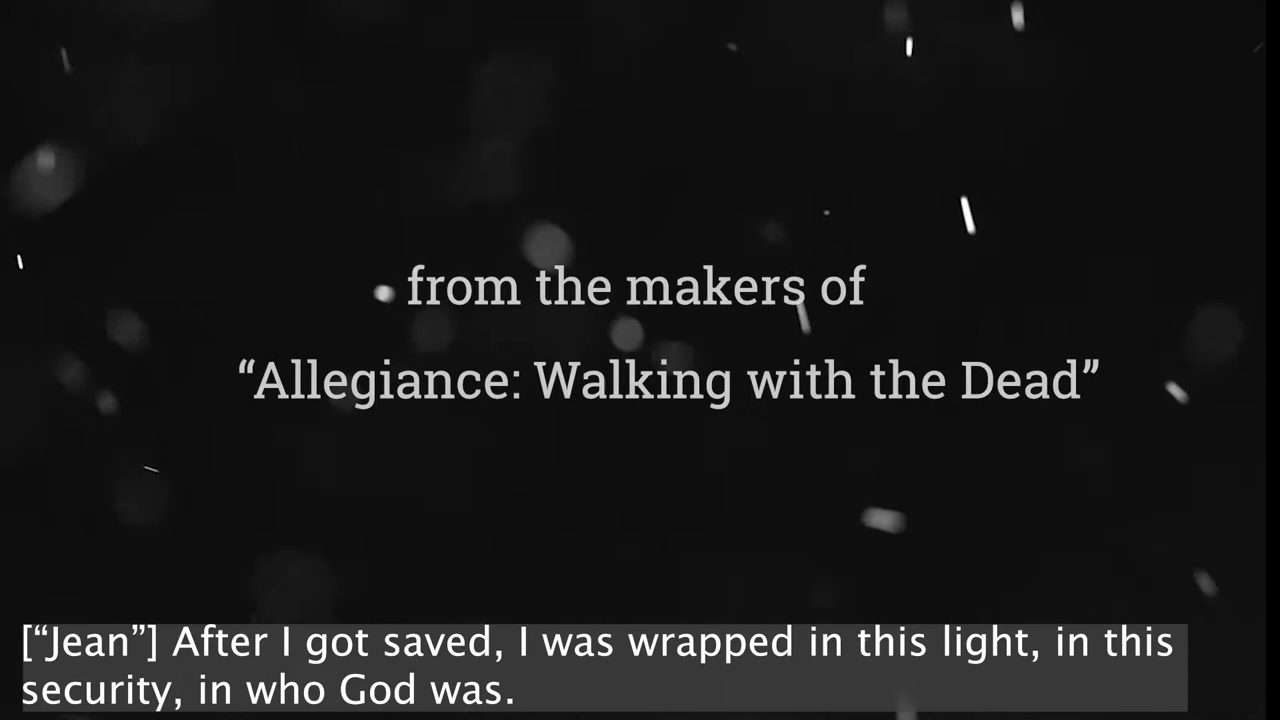 from the makers of
“Allegiance: Walking with the Dead”
[“Jean”] After I got saved, I was wrapped in this light, in this
security, in who God was.